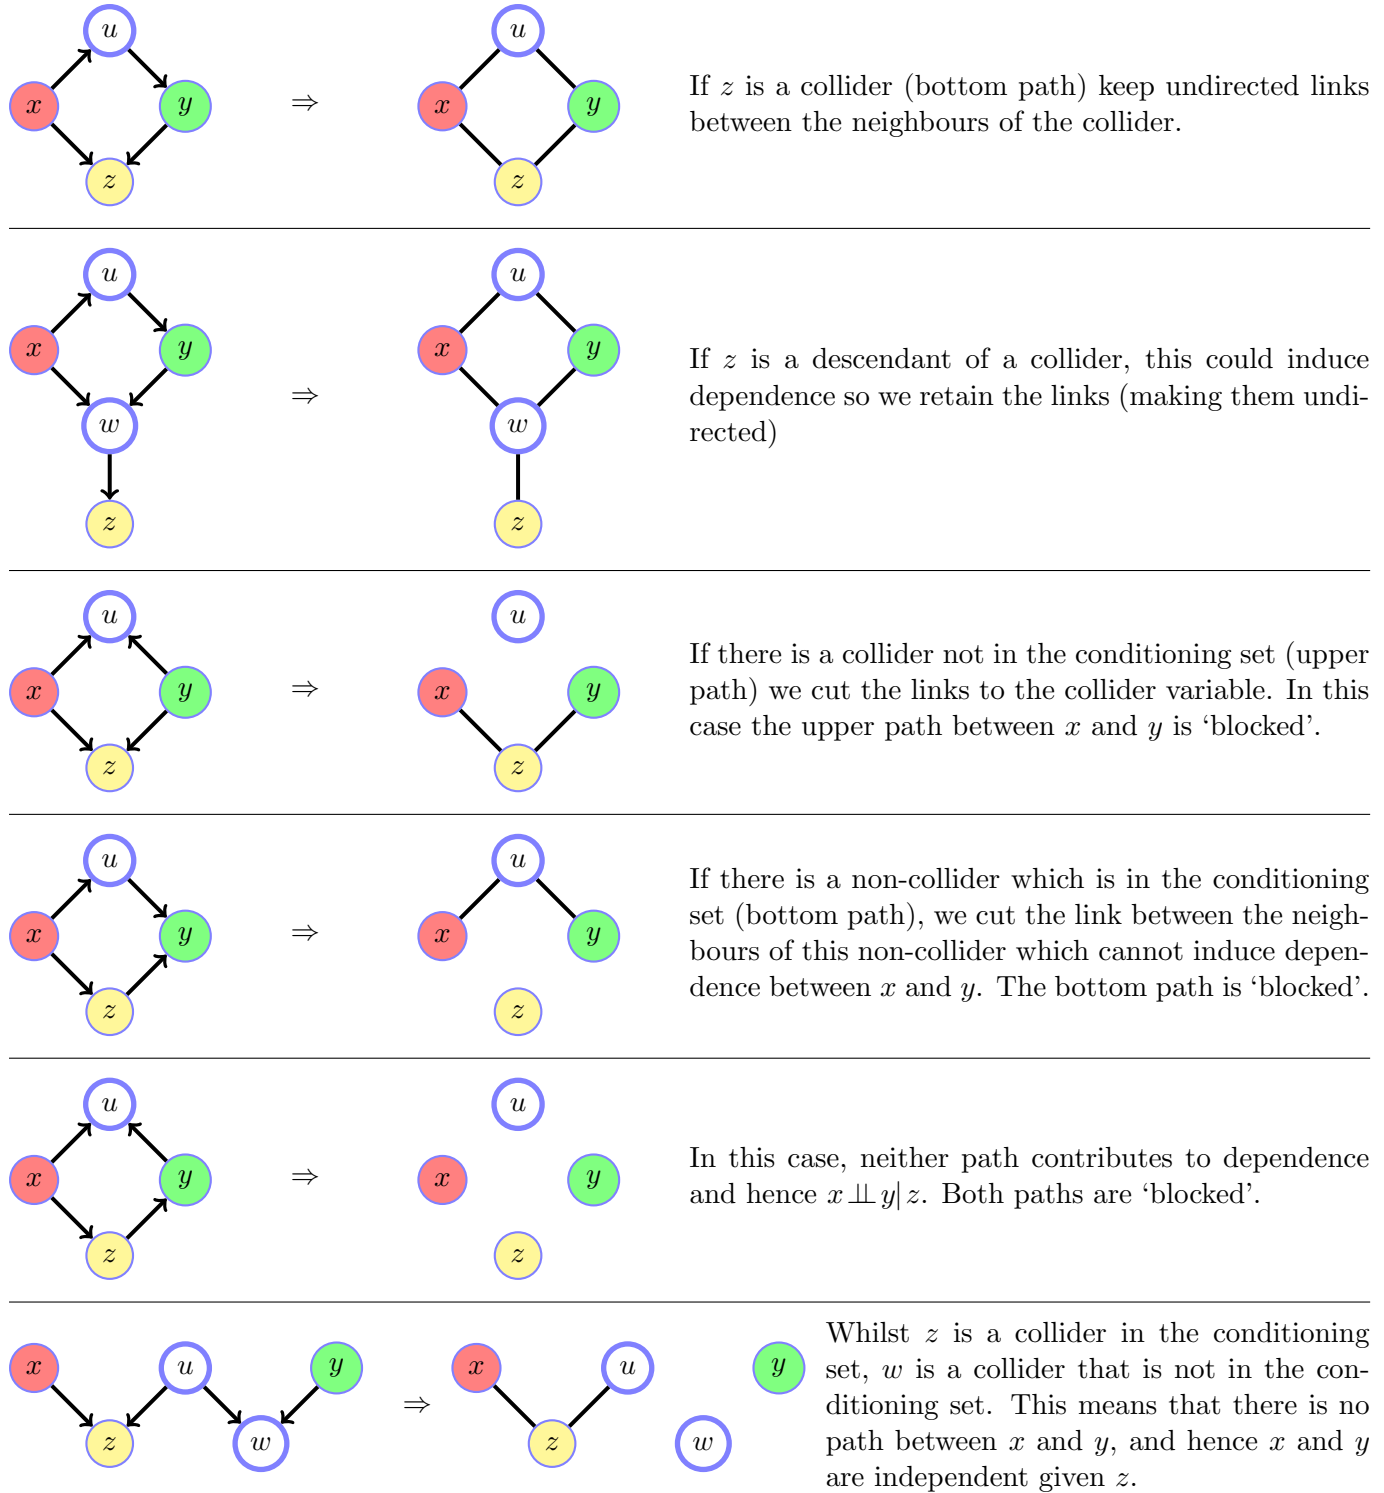 u
x
y
z
⇒
u
x
y
z
If z is a collider (bottom path) keep undirected links
between the neighbours of the collider.
u
x
y
w
z
⇒
u
x
y
w
z
If z is a descendant of a collider, this could induce
dependence so we retain the links (making them undi-
rected)
u
x
y
z
⇒
u
x
y
z
If there is a collider not in the conditioning set (upper
path) we cut the links to the collider variable. In this
case the upper path between x and y is ‘blocked’.
u
x
y
z
⇒
u
x
y
z
If there is a non-collider which is in the conditioning
set (bottom path), we cut the link between the neigh-
bours of this non-collider which cannot induce depen-
dence between x and y. The bottom path is ‘blocked’.
u
x
y
z
⇒
u
x
y
z
In this case, neither path contributes to dependence
and hence x ⫫ y| z. Both paths are ‘blocked’.
x
u
y
z
w
⇒
x
u
y
z
w
Whilst z is a collider in the conditioning
set, w is a collider that is not in the con-
ditioning set. This means that there is no
path between x and y, and hence x and y
are independent given z.